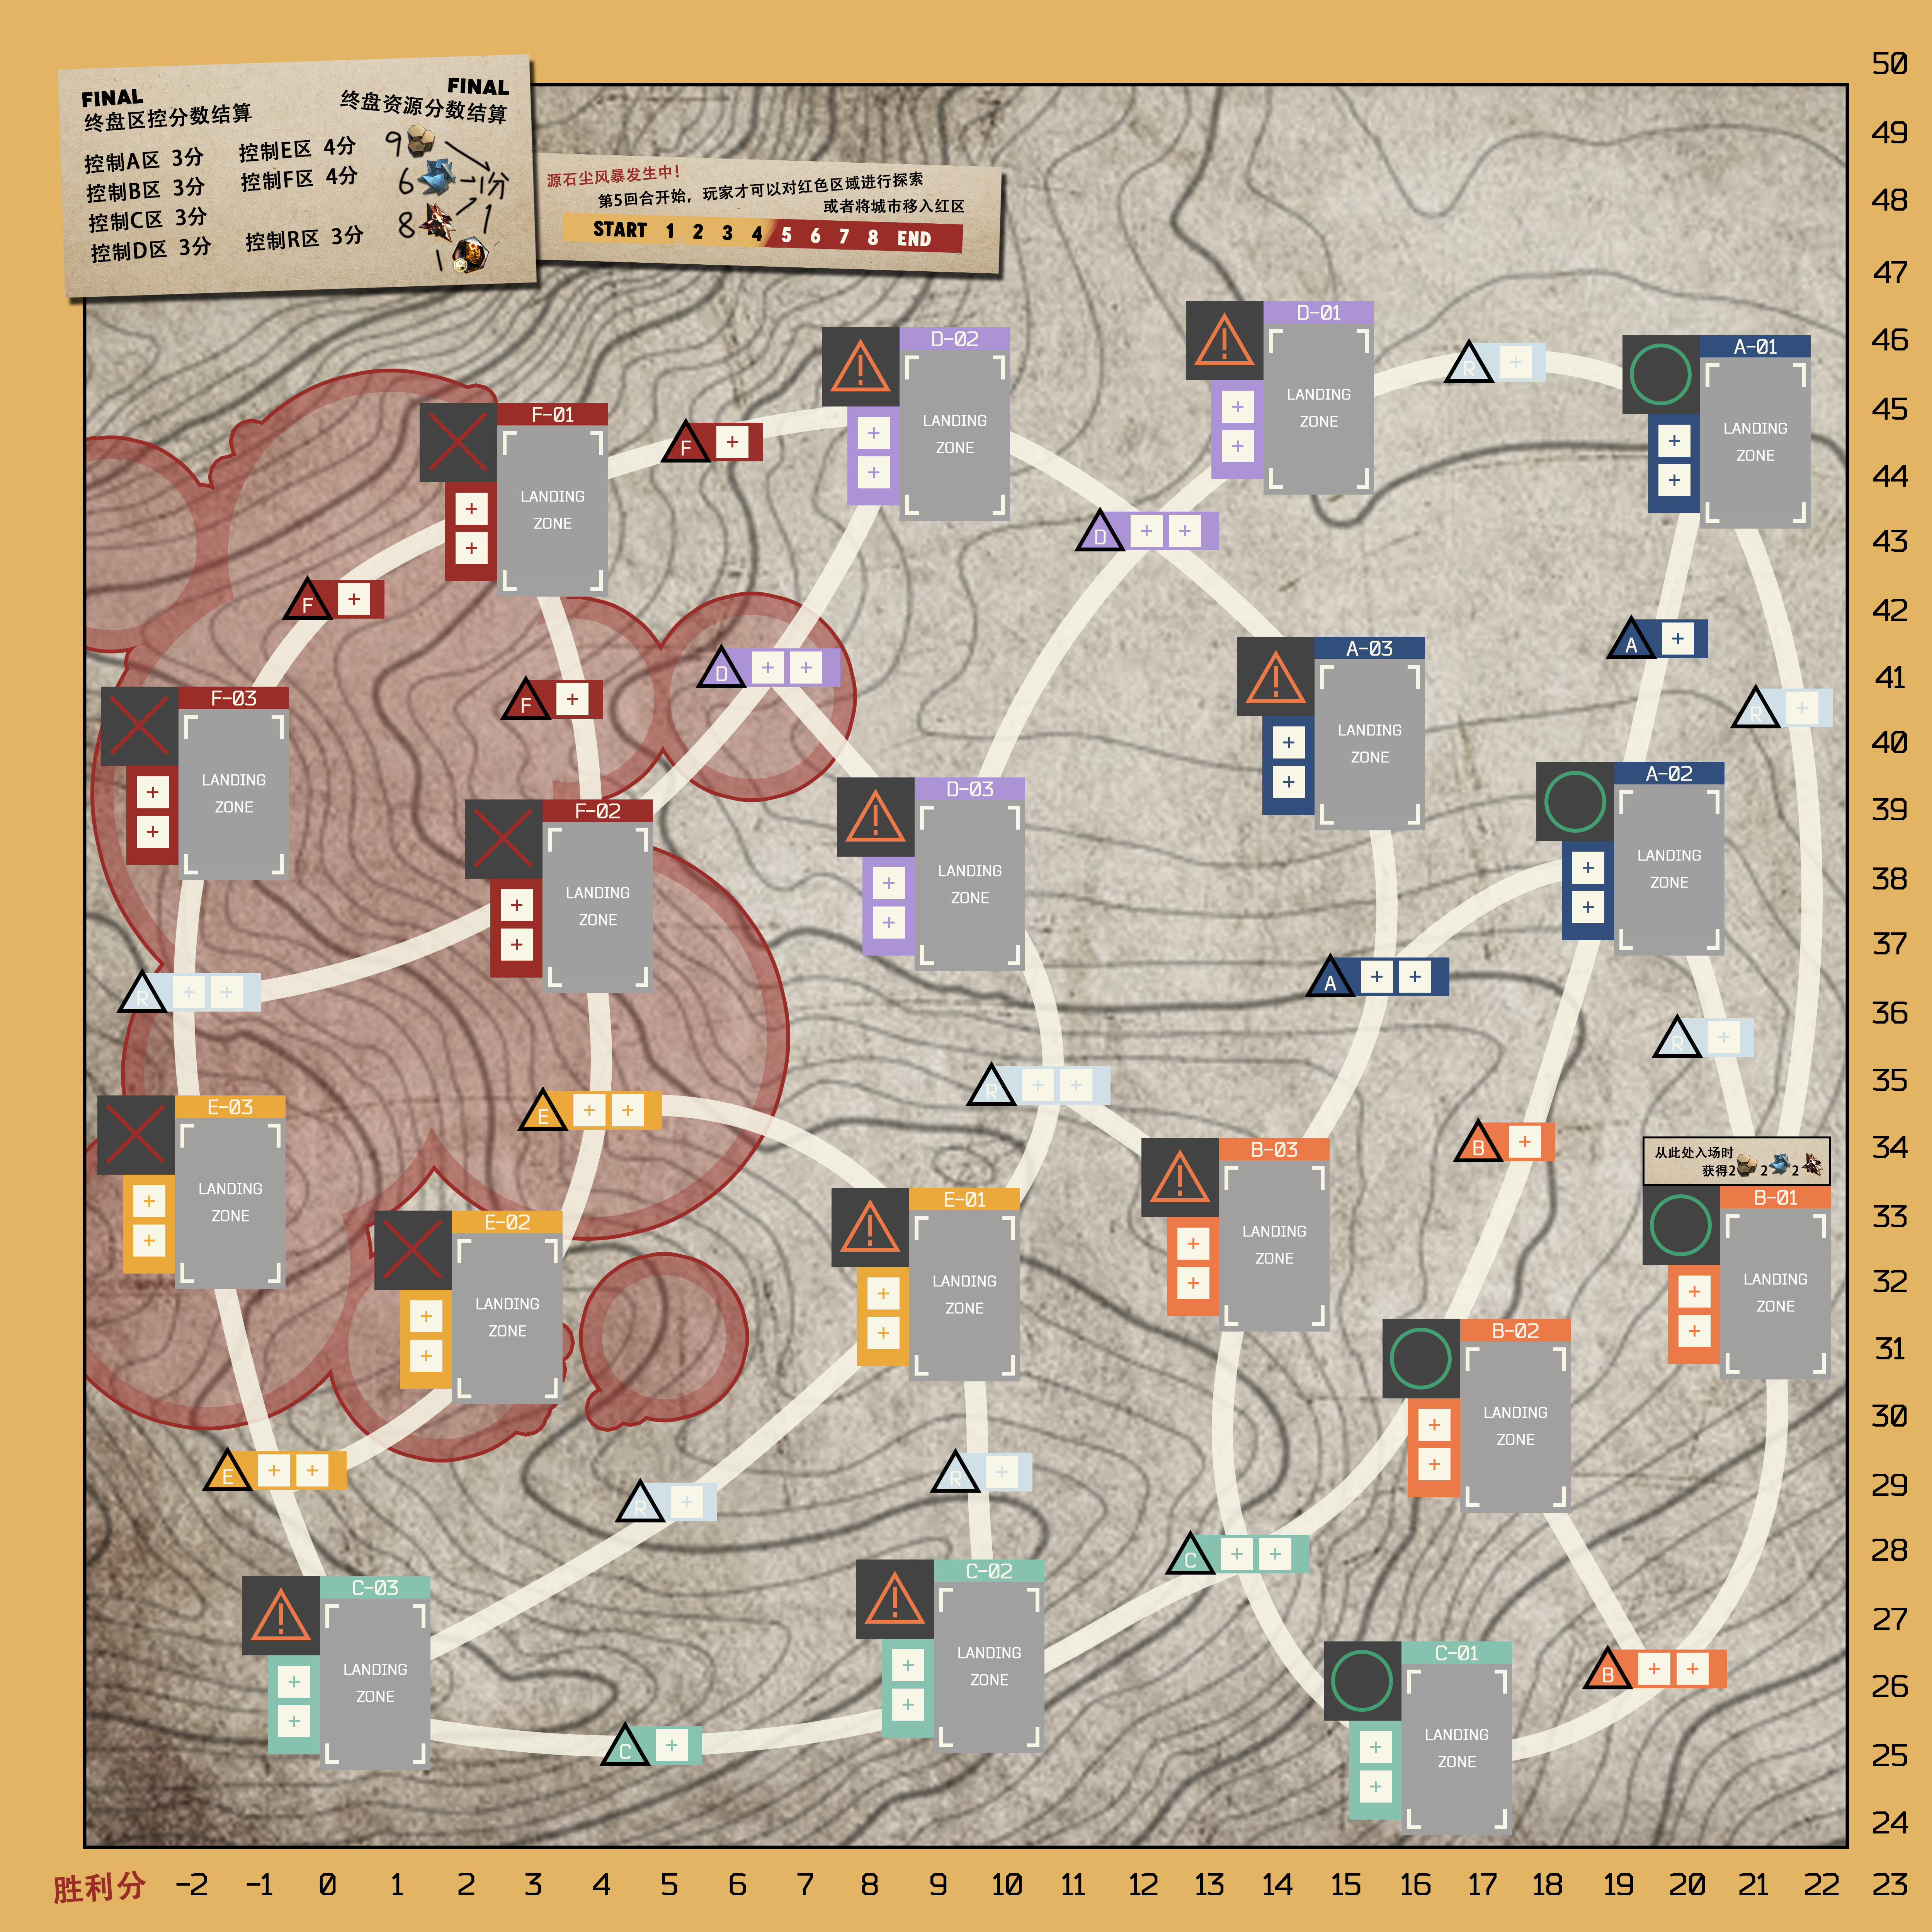 FINAL
终盘区控分数结算
控制A区 3分
控制B区 3分
控制C区 3分
控制D区 3分
控制E区 4分
控制F区 4分
控制R区 3分
FINAL
终盘资源分数结算
9
6 1分
8 1
1
源石尘风暴发生中!
第5回合开始，玩家才可以对红色区域进行探索
或者将城市移入红区
START 1 2 3 4 5 6 7 8 END
D-01
LANDING
ZONE
D-02
LANDING
ZONE
A-01
LANDING
ZONE
R
F-01
LANDING
ZONE
F
D
F
A
A-03
LANDING
ZONE
D
F
R
F-03
LANDING
ZONE
A-02
LANDING
ZONE
D-03
LANDING
ZONE
F-02
LANDING
ZONE
A
R
R
R
E
E-03
LANDING
ZONE
B
B-03
LANDING
ZONE
从此处入场时
获得2 2 2
B-01
LANDING
ZONE
E-01
LANDING
ZONE
E-02
LANDING
ZONE
B-02
LANDING
ZONE
E
R
R
C
C-03
LANDING
ZONE
C-02
LANDING
ZONE
C-01
LANDING
ZONE
B
C
50
49
48
47
46
45
44
43
42
41
40
39
38
37
36
35
34
33
32
31
30
29
28
27
26
25
24
胜利分 -2 -1 0 1 2 3 4 5 6 7 8 9 10 11 12 13 14 15 16 17 18 19 20 21 22 23